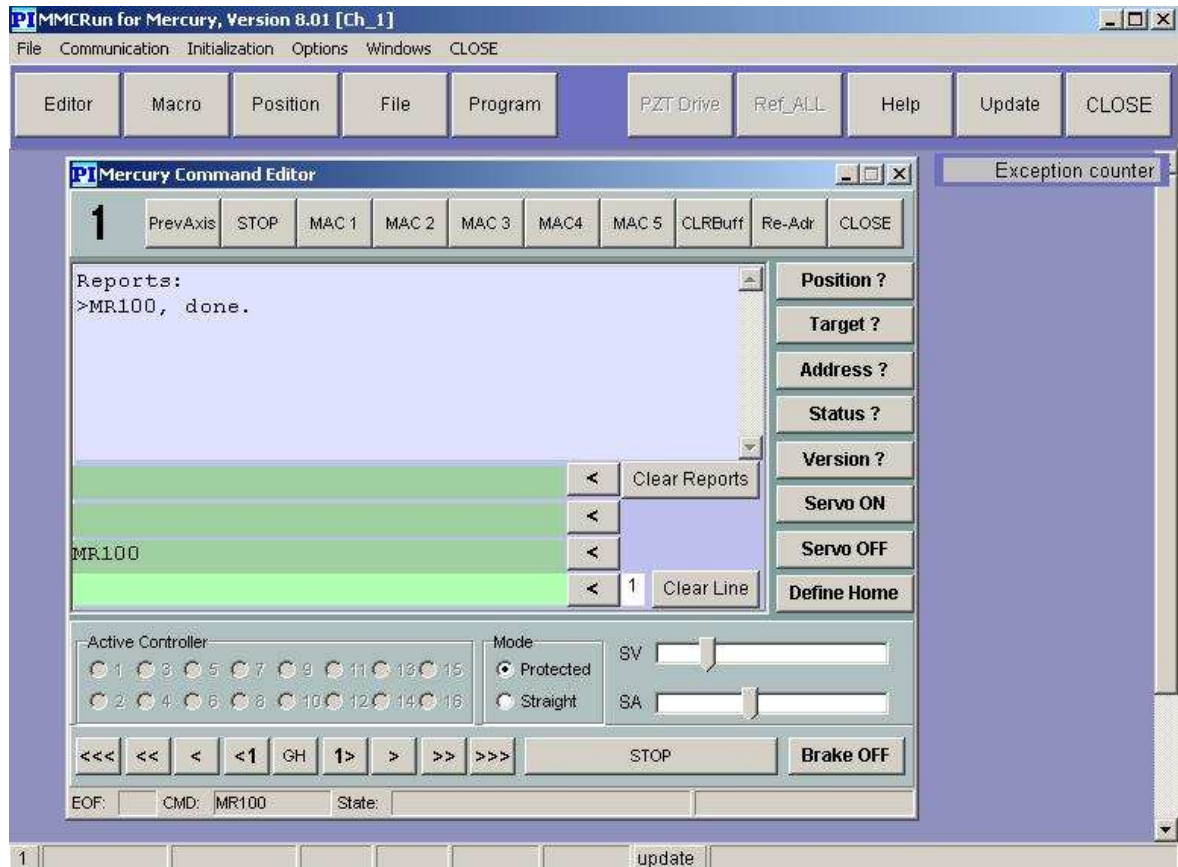 PI MMCRun for Mercury, Version 8.01 [Ch_1]
File Communication Initialization Options Windows CLOSE
Editor Macro Position File Program PZT Drive Ref_ALL Help Update CLOSE
PI Mercury Command Editor
Exception counter
1 PrevAxis STOP MAC 1 MAC 2 MAC 3 MAC4 MAC 5 CLRBuff Re-Adr CLOSE
Reports:
>MR100, done.
Position ?
Target ?
Address ?
Status ?
Version ?
< Clear Reports
Servo ON
<
MR100 <
Servo OFF
< 1 Clear Line
Define Home
Active Controller
1 3 5 7 9 11 13 15
2 4 6 8 10 12 14 16
Mode
Protected
Straight
SV
SA
<<< << < <1 GH 1> > >> >>> STOP Brake OFF
EOF: CMD: MR100 State:
1 update